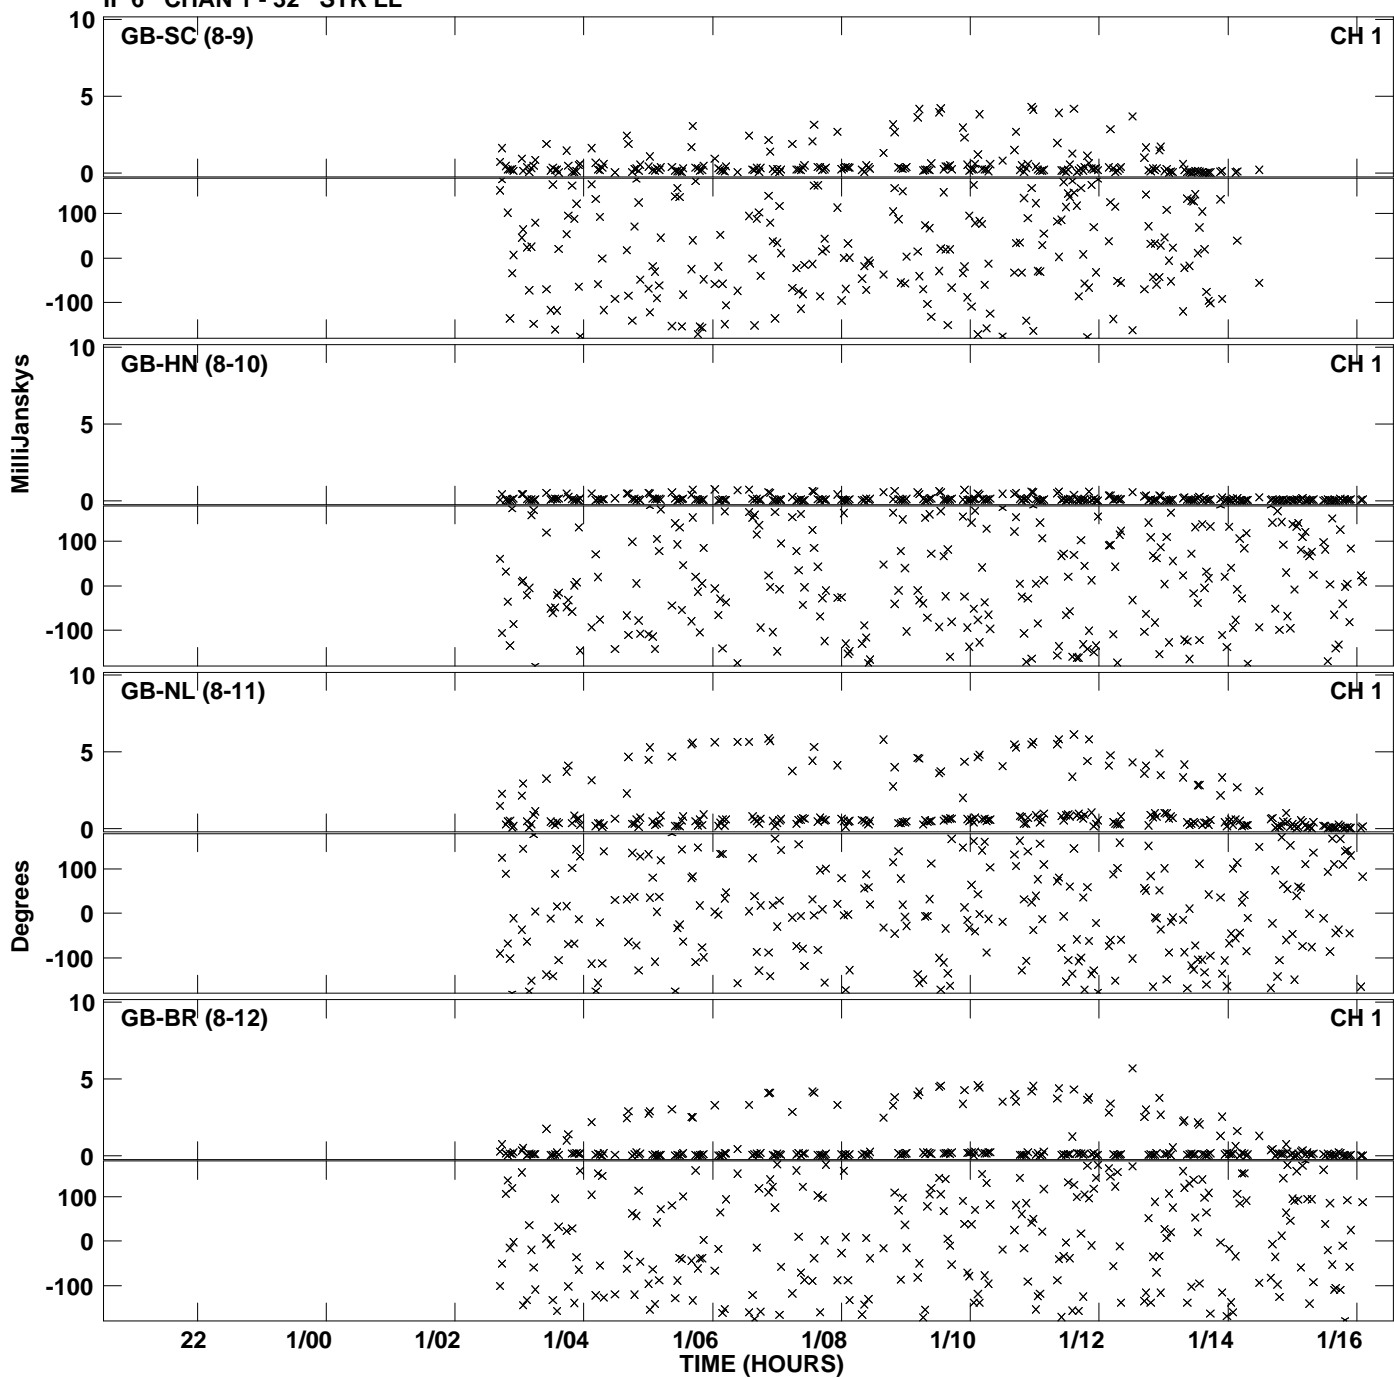 IF 6 CHAN 1 - 32 STK LL
10
GB-SC (8-9)
CH 1
5
0
100
0
-100
10
GB-HN (8-10)
CH 1
5
0
100
0
-100
10
GB-NL (8-11)
CH 1
5
0
100
0
-100
10
GB-BR (8-12)
CH 1
5
0
100
0
-100
MilliJanskys
Degrees
22 1/00 1/02 1/04 1/06 1/08 1/10 1/12 1/14 1/16
TIME (HOURS)